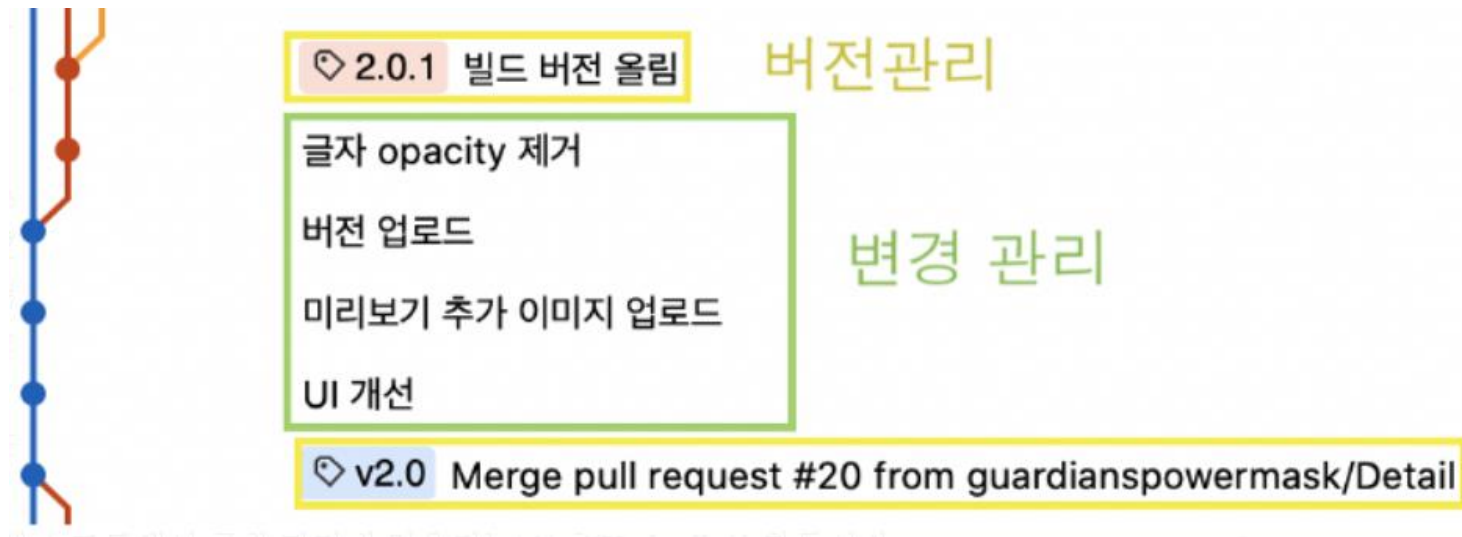 2.0.1 빌드 버전 올림 버전관리
글자 opacity 제거
버전 업로드
변경 관리
미리보기 추가 이미지 업로드
UI 개선
v2.0 Merge pull request #20 from guardianspowermask/Detail